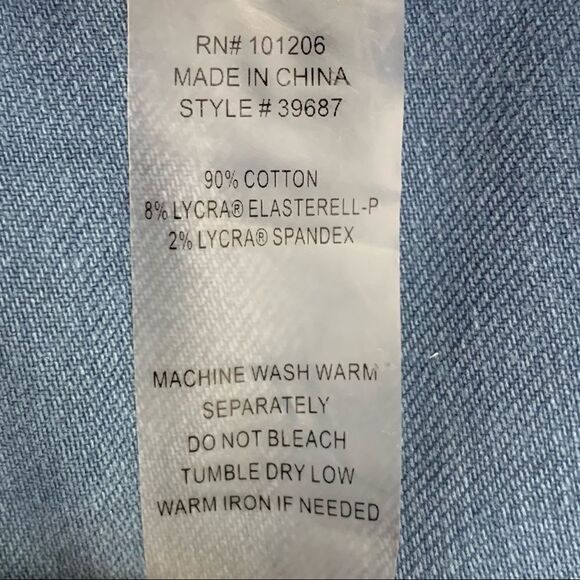 RN# 101206
MADE IN CHINA
STYLE # 39687
90% COTTON
8% LYCRA® ELASTERELL-P
2% LYCRA® SPANDEX
MACHINE WASH WARM
SEPARATELY
DO NOT BLEACH
TUMBLE DRY LOW
WARM IRON IF NEEDED